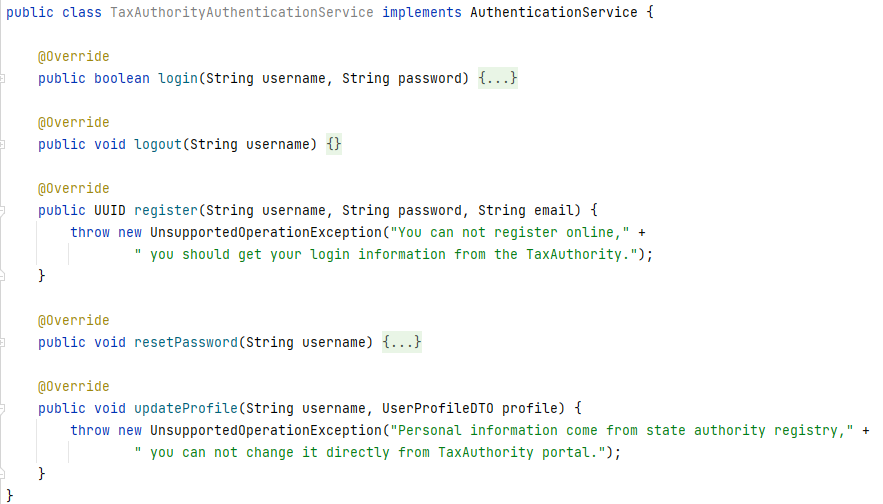 public class TaxAuthorityAuthenticationService implements AuthenticationService {
@Override
public boolean login(String username, String password) {...}
@Override
public void logout(String username) {}
@Override
public UUID register(String username, String password, String email) {
throw new UnsupportedOperationException("You can not register online," +
" you should get your login information from the TaxAuthority.");
}
@Override
public void resetPassword(String username) {...}
@Override
public void updateProfile(String username, UserProfileDTO profile) {
throw new UnsupportedOperationException("Personal information come from state authority registry," +
" you can not change it directly from TaxAuthority portal.");
}
}